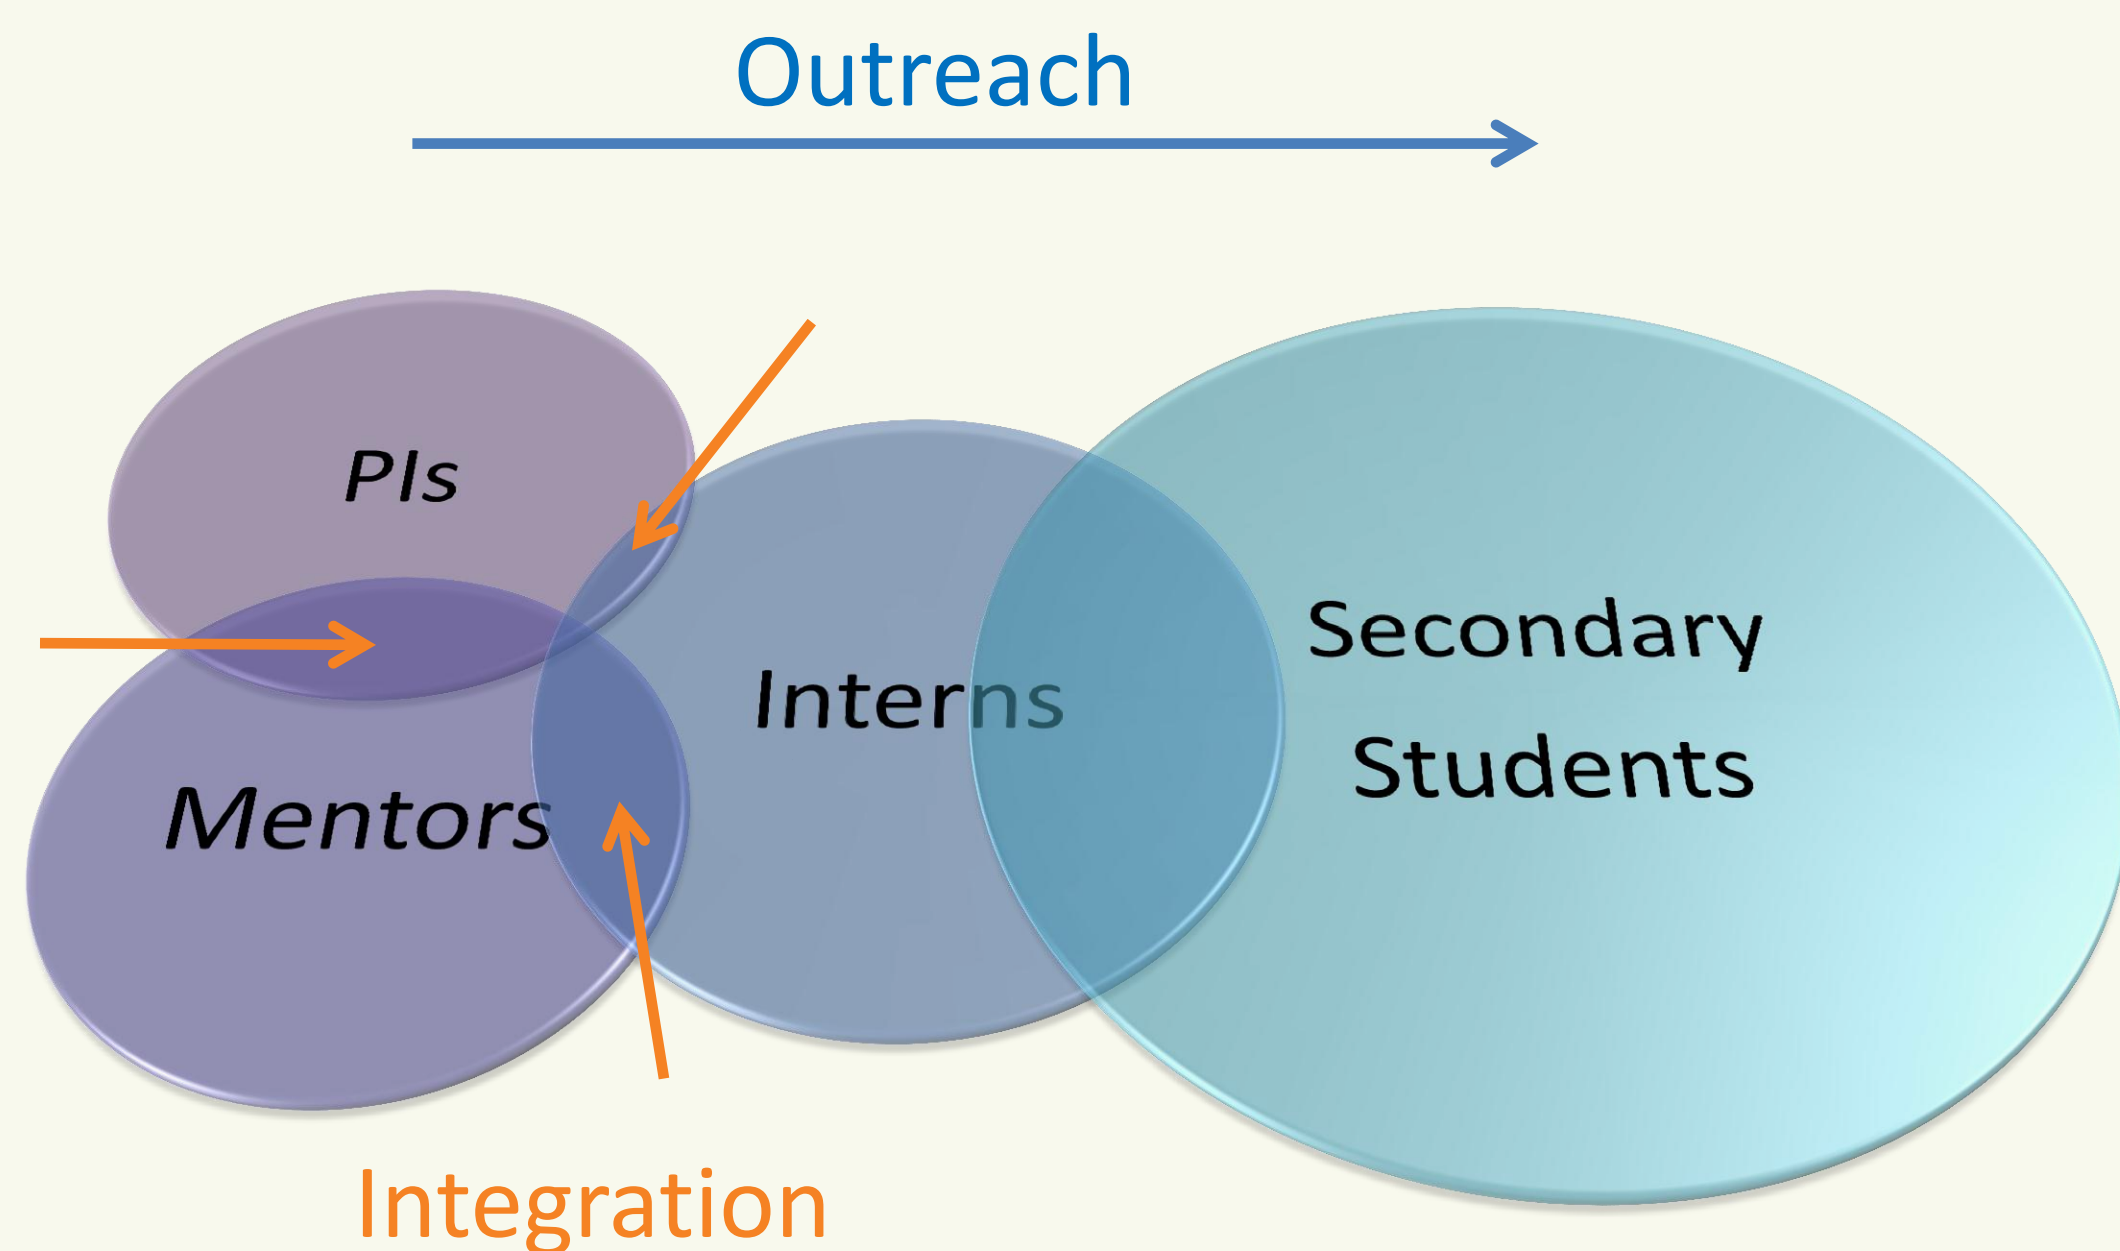 Outreach
PIs
Mentors
Interns
Secondary
Students
Integration